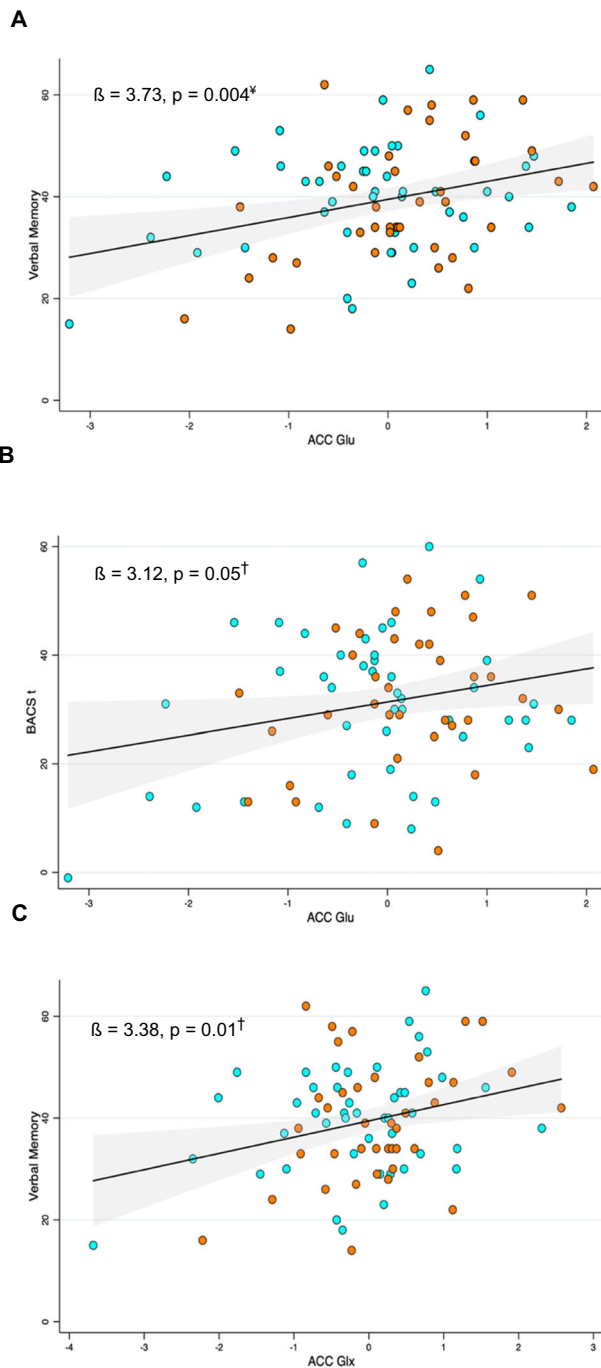 A
ß = 3.73, p = 0.004¥
Verbal Memory
60
40
20
0
-3 -2 -1 0 1 2
ACC Glu
B
ß = 3.12, p = 0.05†
BACS t
60
40
20
0
-3 -2 -1 0 1 2
ACC Glu
C
ß = 3.38, p = 0.01†
Verbal Memory
60
40
20
0
-4 -3 -2 -1 0 1 2 3
ACC Glx